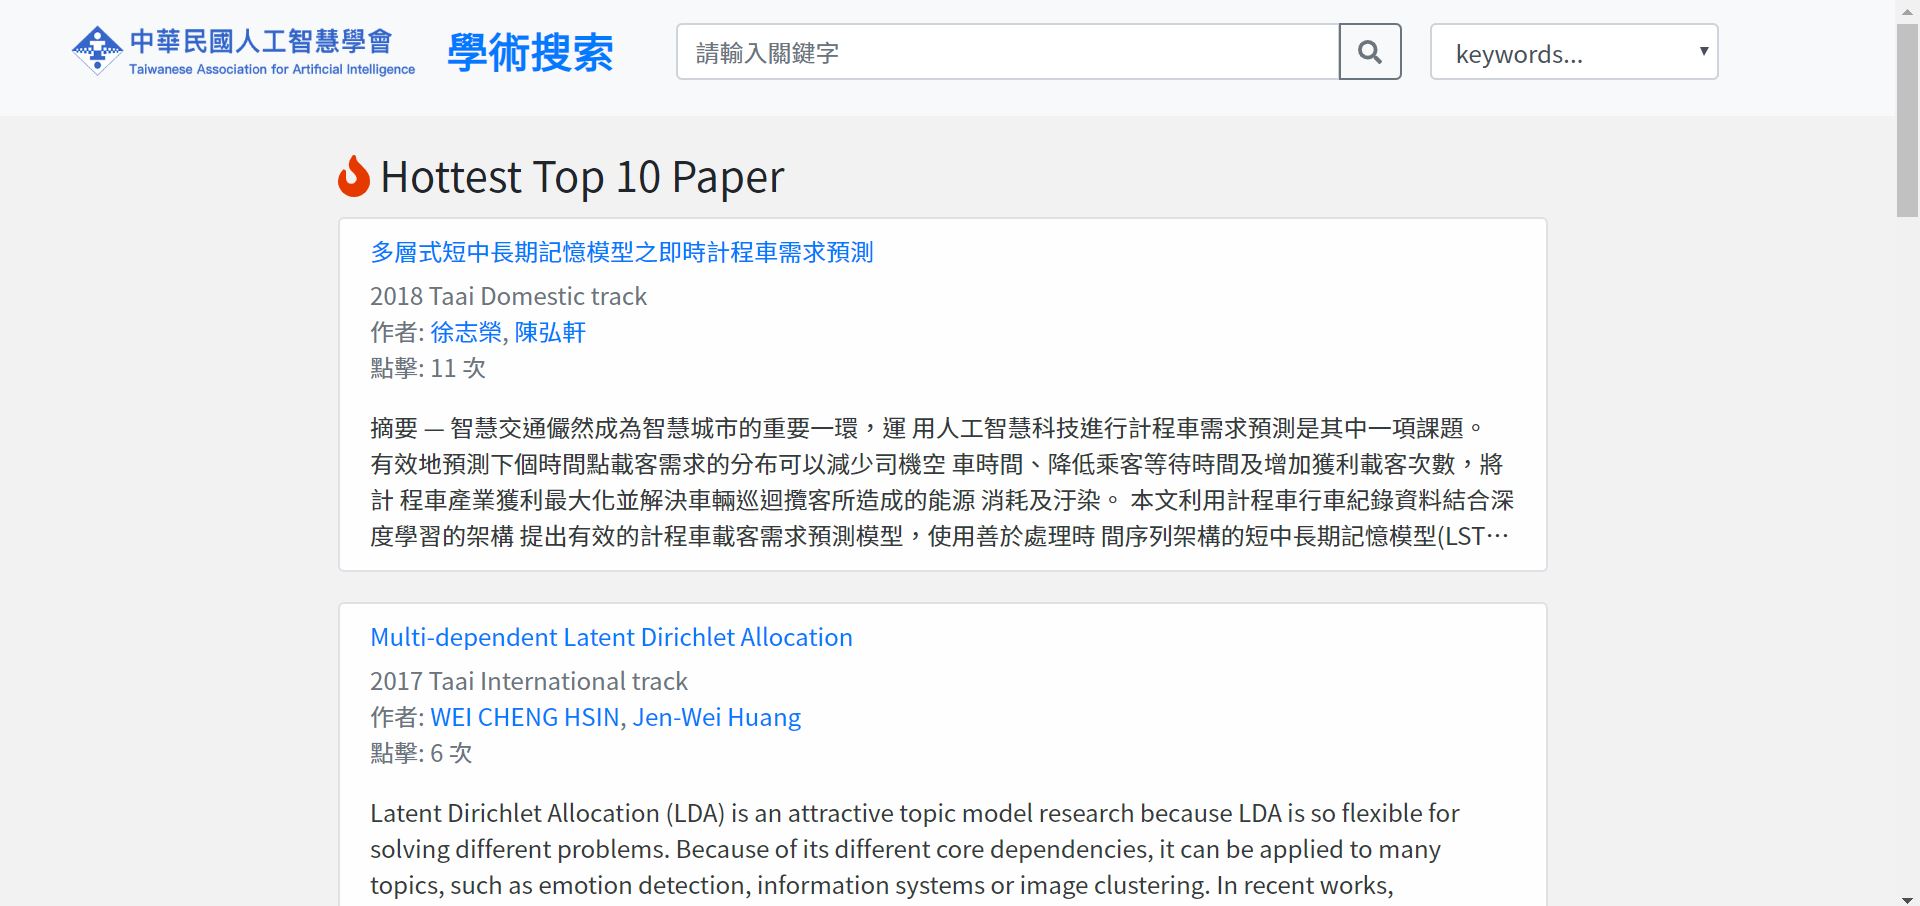 中華民國人工智慧學會
Taiwanese Association for Artificial Intelligence
學術搜索
請輸入關鍵字
keywords...
Hottest Top 10 Paper
多層式短中長期記憶模型之即時計程車需求預測
2018 Taai Domestic track
作者: 徐志榮, 陳弘軒
點擊: 11 次
摘要 — 智慧交通儼然成為智慧城市的重要一環，運 用人工智慧科技進行計程車需求預測是其中一項課題。
有效地預測下個時間點載客需求的分布可以減少司機空 車時間、降低乘客等待時間及增加獲利載客次數，將
計 程車產業獲利最大化並解決車輛巡迴攬客所造成的能源 消耗及汙染。 本文利用計程車行車紀錄資料結合深
度學習的架構 提出有效的計程車載客需求預測模型，使用善於處理時 間序列架構的短中長期記憶模型(LST…
Multi-dependent Latent Dirichlet Allocation
2017 Taai International track
作者: WEI CHENG HSIN, Jen-Wei Huang
點擊: 6 次
Latent Dirichlet Allocation (LDA) is an attractive topic model research because LDA is so flexible for
solving different problems. Because of its different core dependencies, it can be applied to many
topics, such as emotion detection, information systems or image clustering. In recent works,